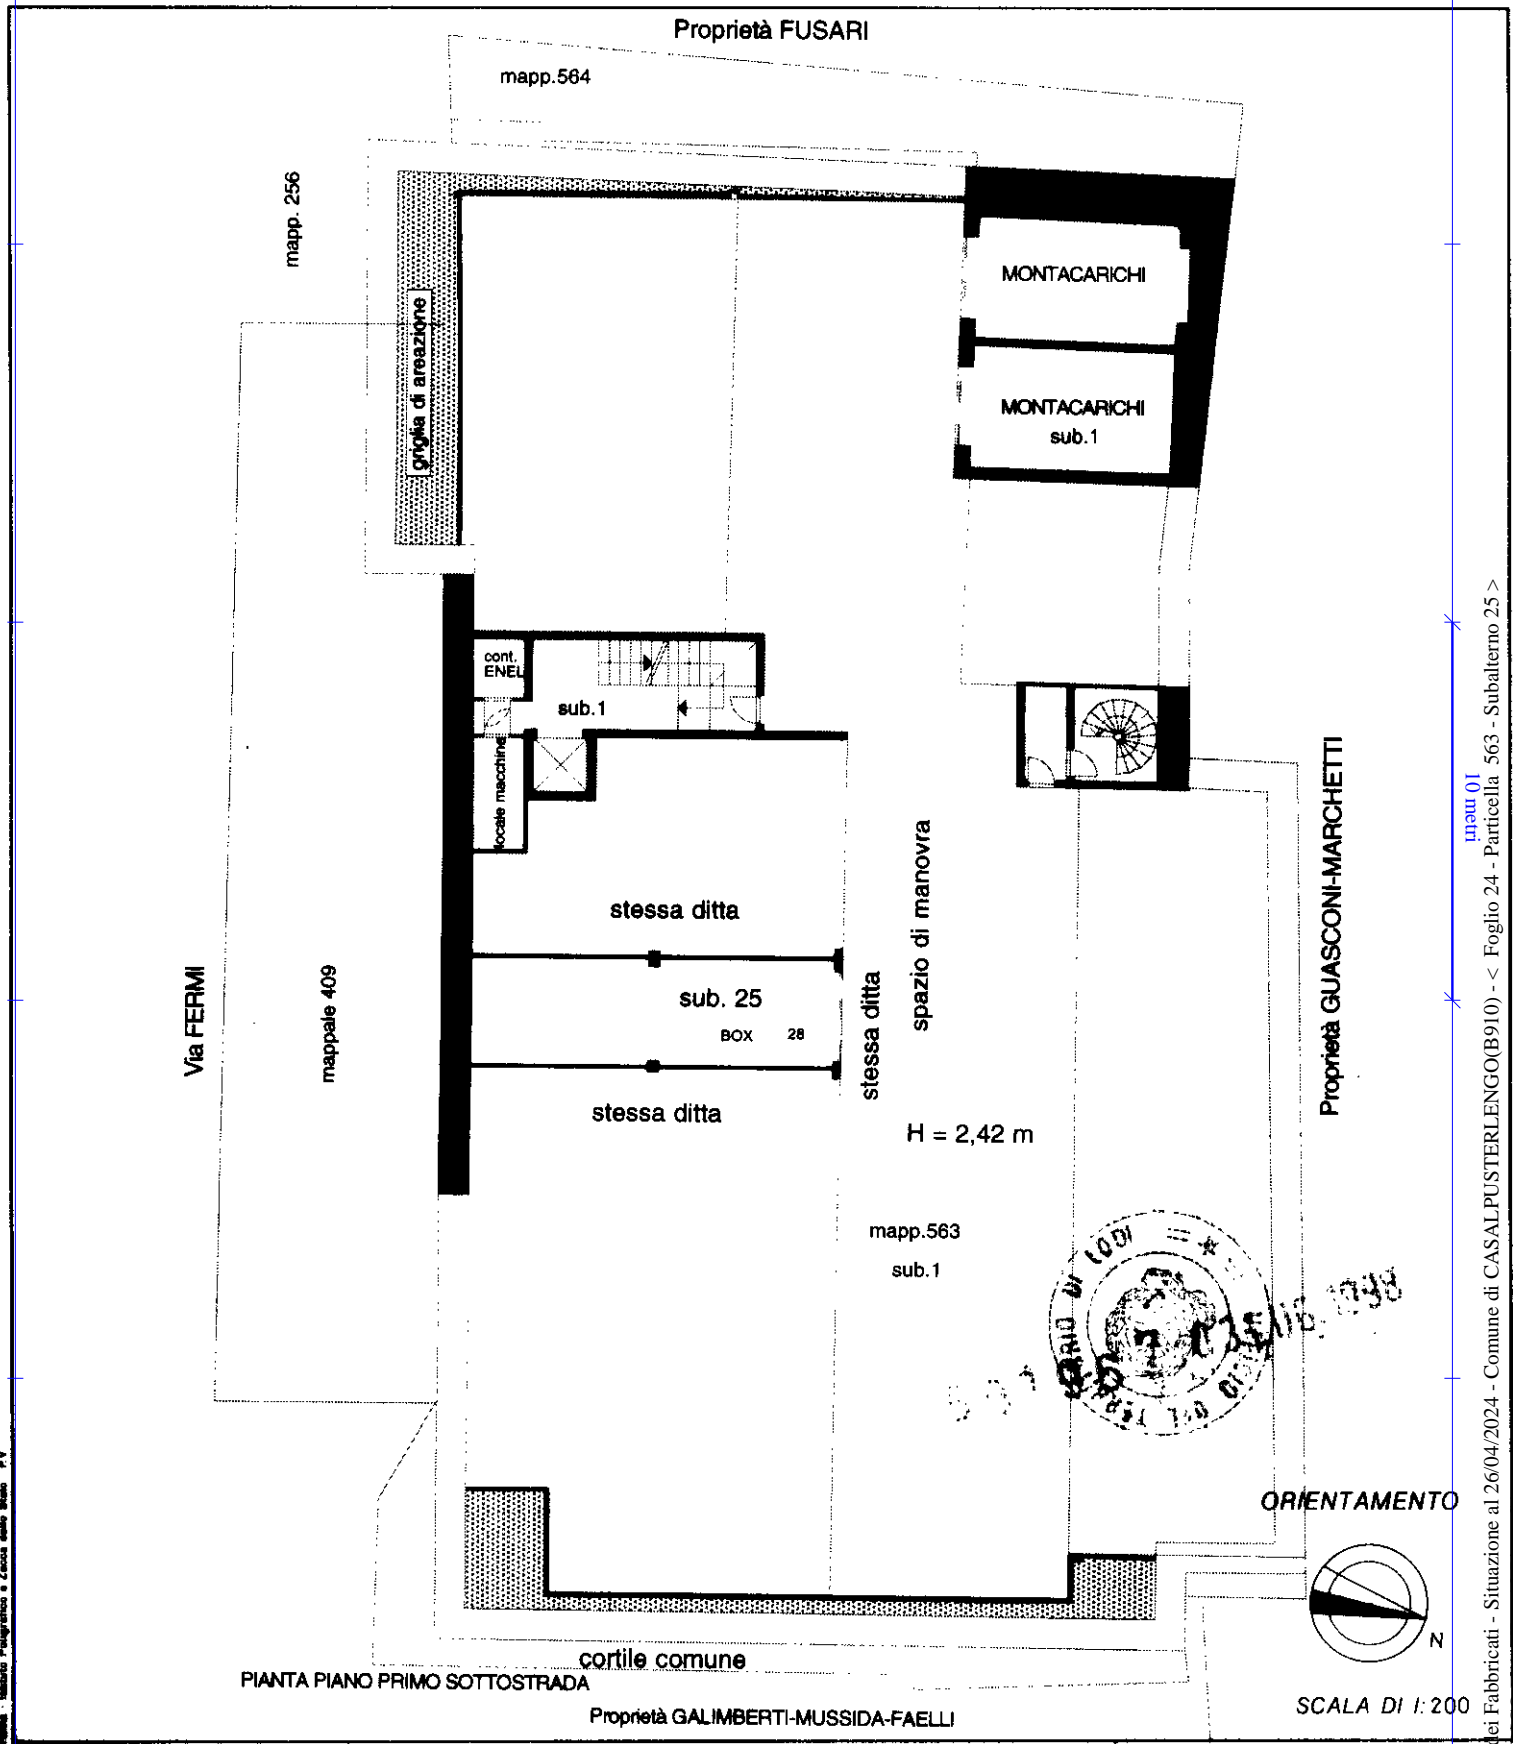 Proprietà FUSARI
mapp.564
mapp. 256
griglia di areazione
MONTACARICHI
MONTACARICHI
sub.1
cont.
ENEL
sub.1
locale macchine
stessa ditta
sub. 25
BOX 28
stessa ditta
stessa ditta
spazio di manovra
H = 2,42 m
mapp.563
sub.1
Via FERMI
mappale 409
Proprietà GUASCONI-MARCHETTI
10 metri
dei Fabbricati - Situazione al 26/04/2024 - Comune di CASALPUSTERLENGO(B910) - < Foglio 24 - Particella 563 - Subalterno 25 >
DI LODI
ORIENTAMENTO
N
cortile comune
PIANTA PIANO PRIMO SOTTOSTRADA
Proprietà GALIMBERTI-MUSSIDA-FAELLI
SCALA DI 1:200